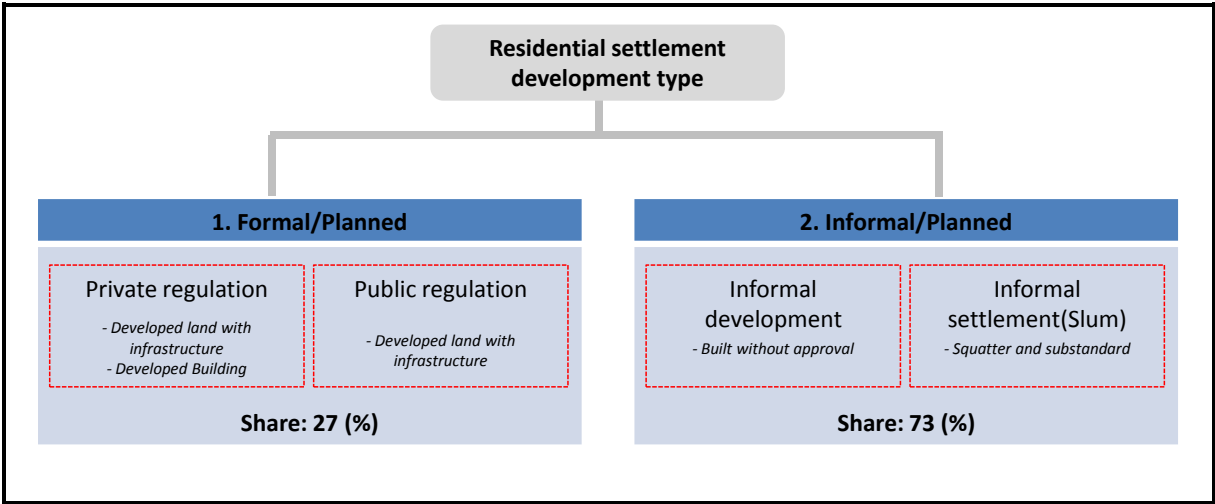 Residential settlement
development type
1. Formal/Planned
Private regulation
- Developed land with
infrastructure
- Developed Building
Public regulation
- Developed land with
infrastructure
Share: 27 (%)
2. Informal/Planned
Informal
development
- Built without approval
Informal
settlement(Slum)
- Squatter and substandard
Share: 73 (%)